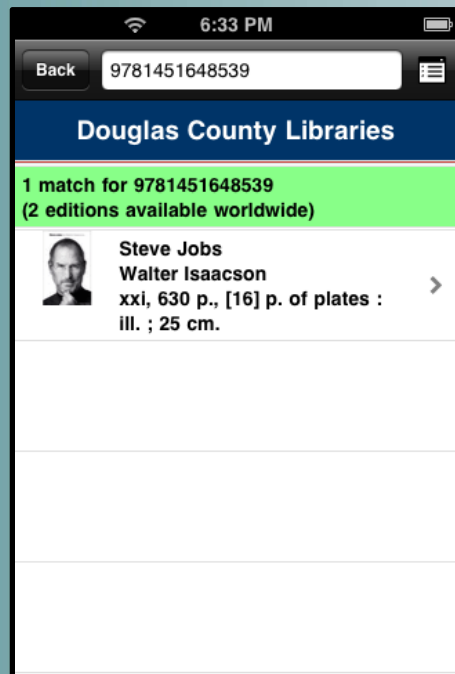 6:33 PM
Back
9781451648539
Douglas County Libraries
1 match for 9781451648539
(2 editions available worldwide)
Steve Jobs
Walter Isaacson
xxi, 630 p., [16] p. of plates :
ill. ; 25 cm.